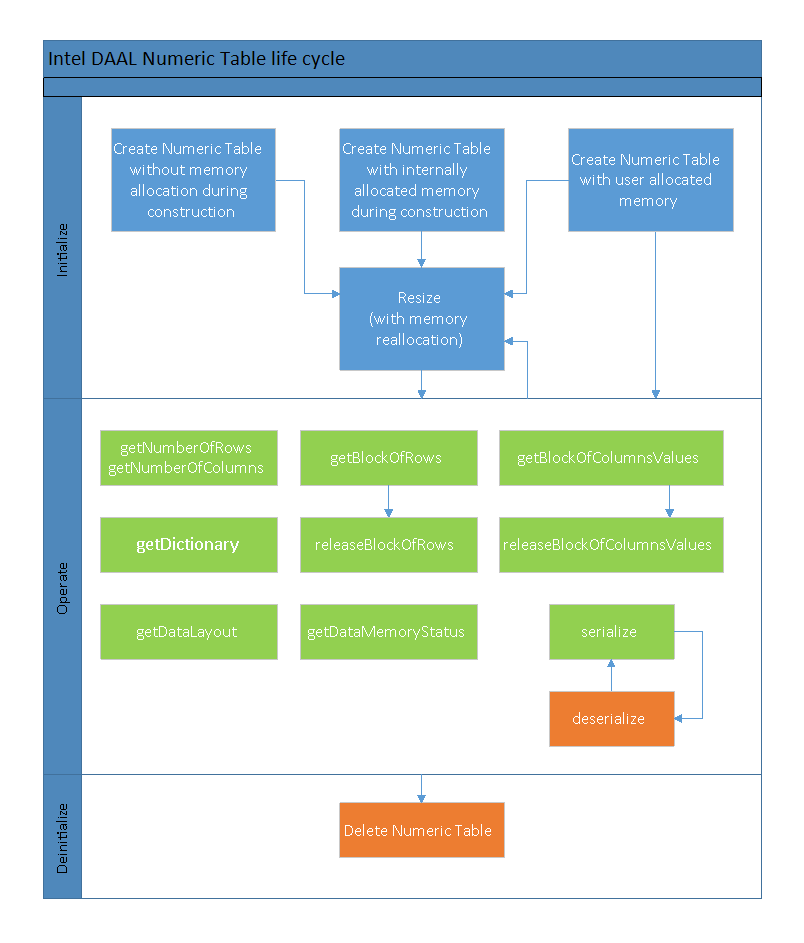 Intel DAAL Numeric Table life cycle
Initialize
Create Numeric Table
without memory
allocation during
construction
Create Numeric Table
with internally
allocated memory
during construction
Create Numeric Table
with user allocated
memory
Resize
(with memory
reallocation)
Operate
getNumberOfRows
getNumberOfColumns
getBlockOfRows
getBlockOfColumnsValues
getDictionary
releaseBlockOfRows
releaseBlockOfColumnsValues
getDataLayout
getDataMemoryStatus
serialize
deserialize
Deinitialize
Delete Numeric Table